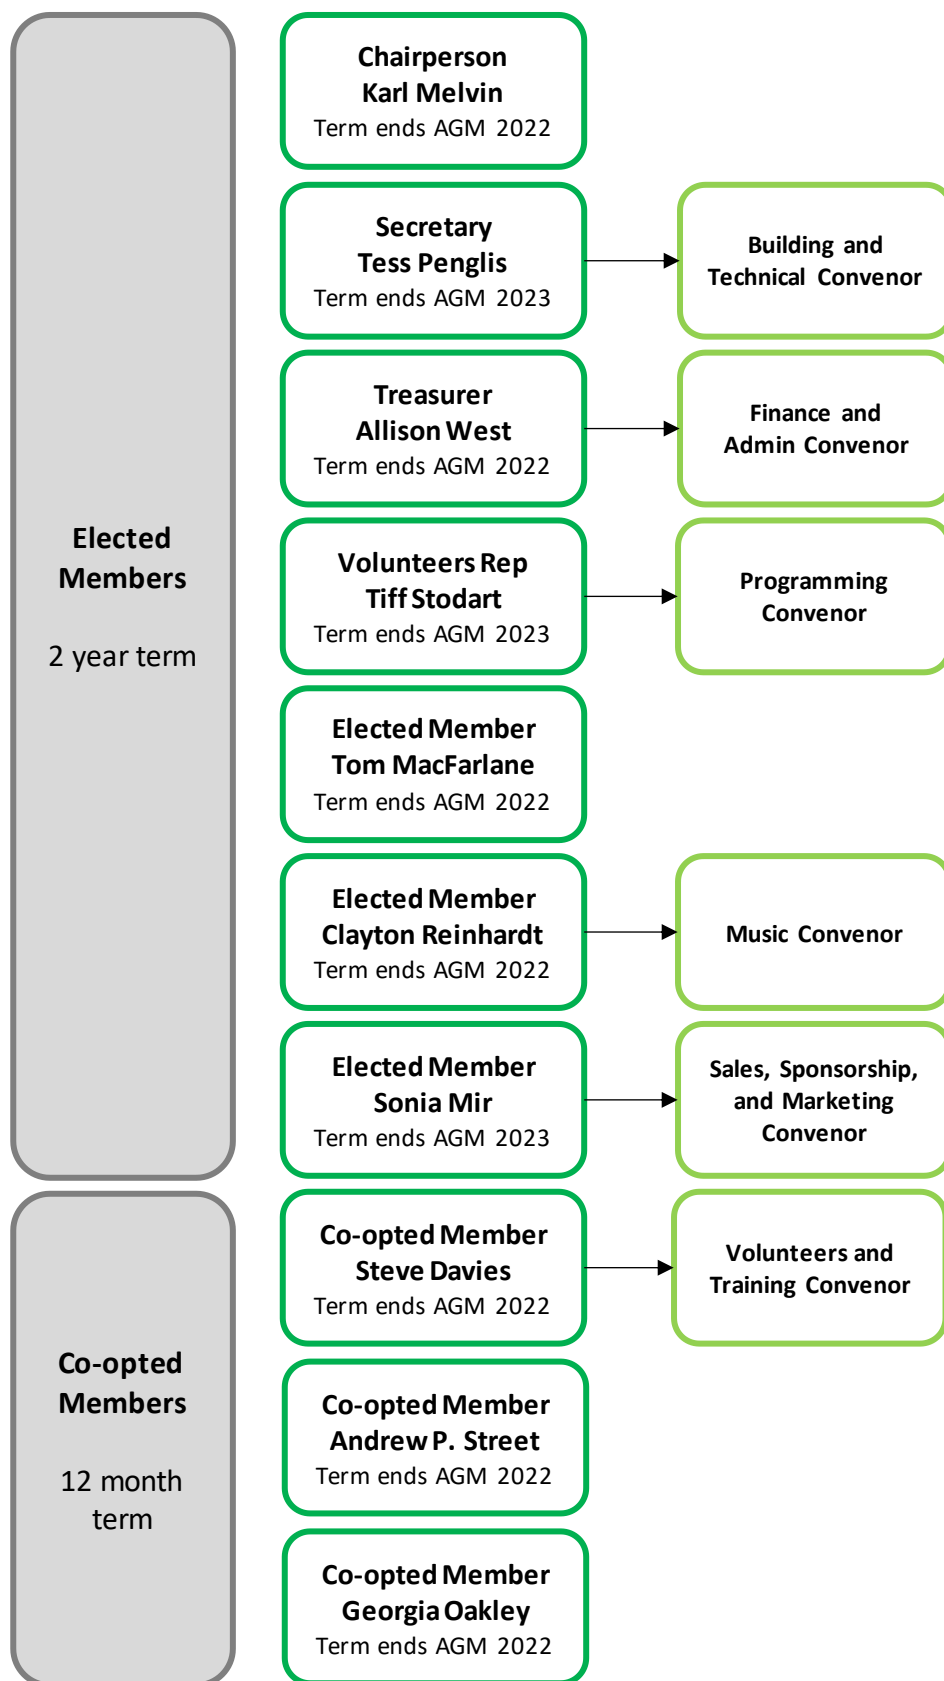 Elected
Members
2 year term
Chairperson
Karl Melvin
Term ends AGM 2022
Secretary
Tess Penglis
Term ends AGM 2023
Building and
Technical Convenor
Treasurer
Allison West
Term ends AGM 2022
Finance and
Admin Convenor
Volunteers Rep
Tiff Stodart
Term ends AGM 2023
Programming
Convenor
Elected Member
Tom MacFarlane
Term ends AGM 2022
Elected Member
Clayton Reinhardt
Term ends AGM 2022
Music Convenor
Elected Member
Sonia Mir
Term ends AGM 2023
Sales, Sponsorship,
and Marketing
Convenor
Co-opted
Members
12 month
term
Co-opted Member
Steve Davies
Term ends AGM 2022
Volunteers and
Training Convenor
Co-opted Member
Andrew P. Street
Term ends AGM 2022
Co-opted Member
Georgia Oakley
Term ends AGM 2022